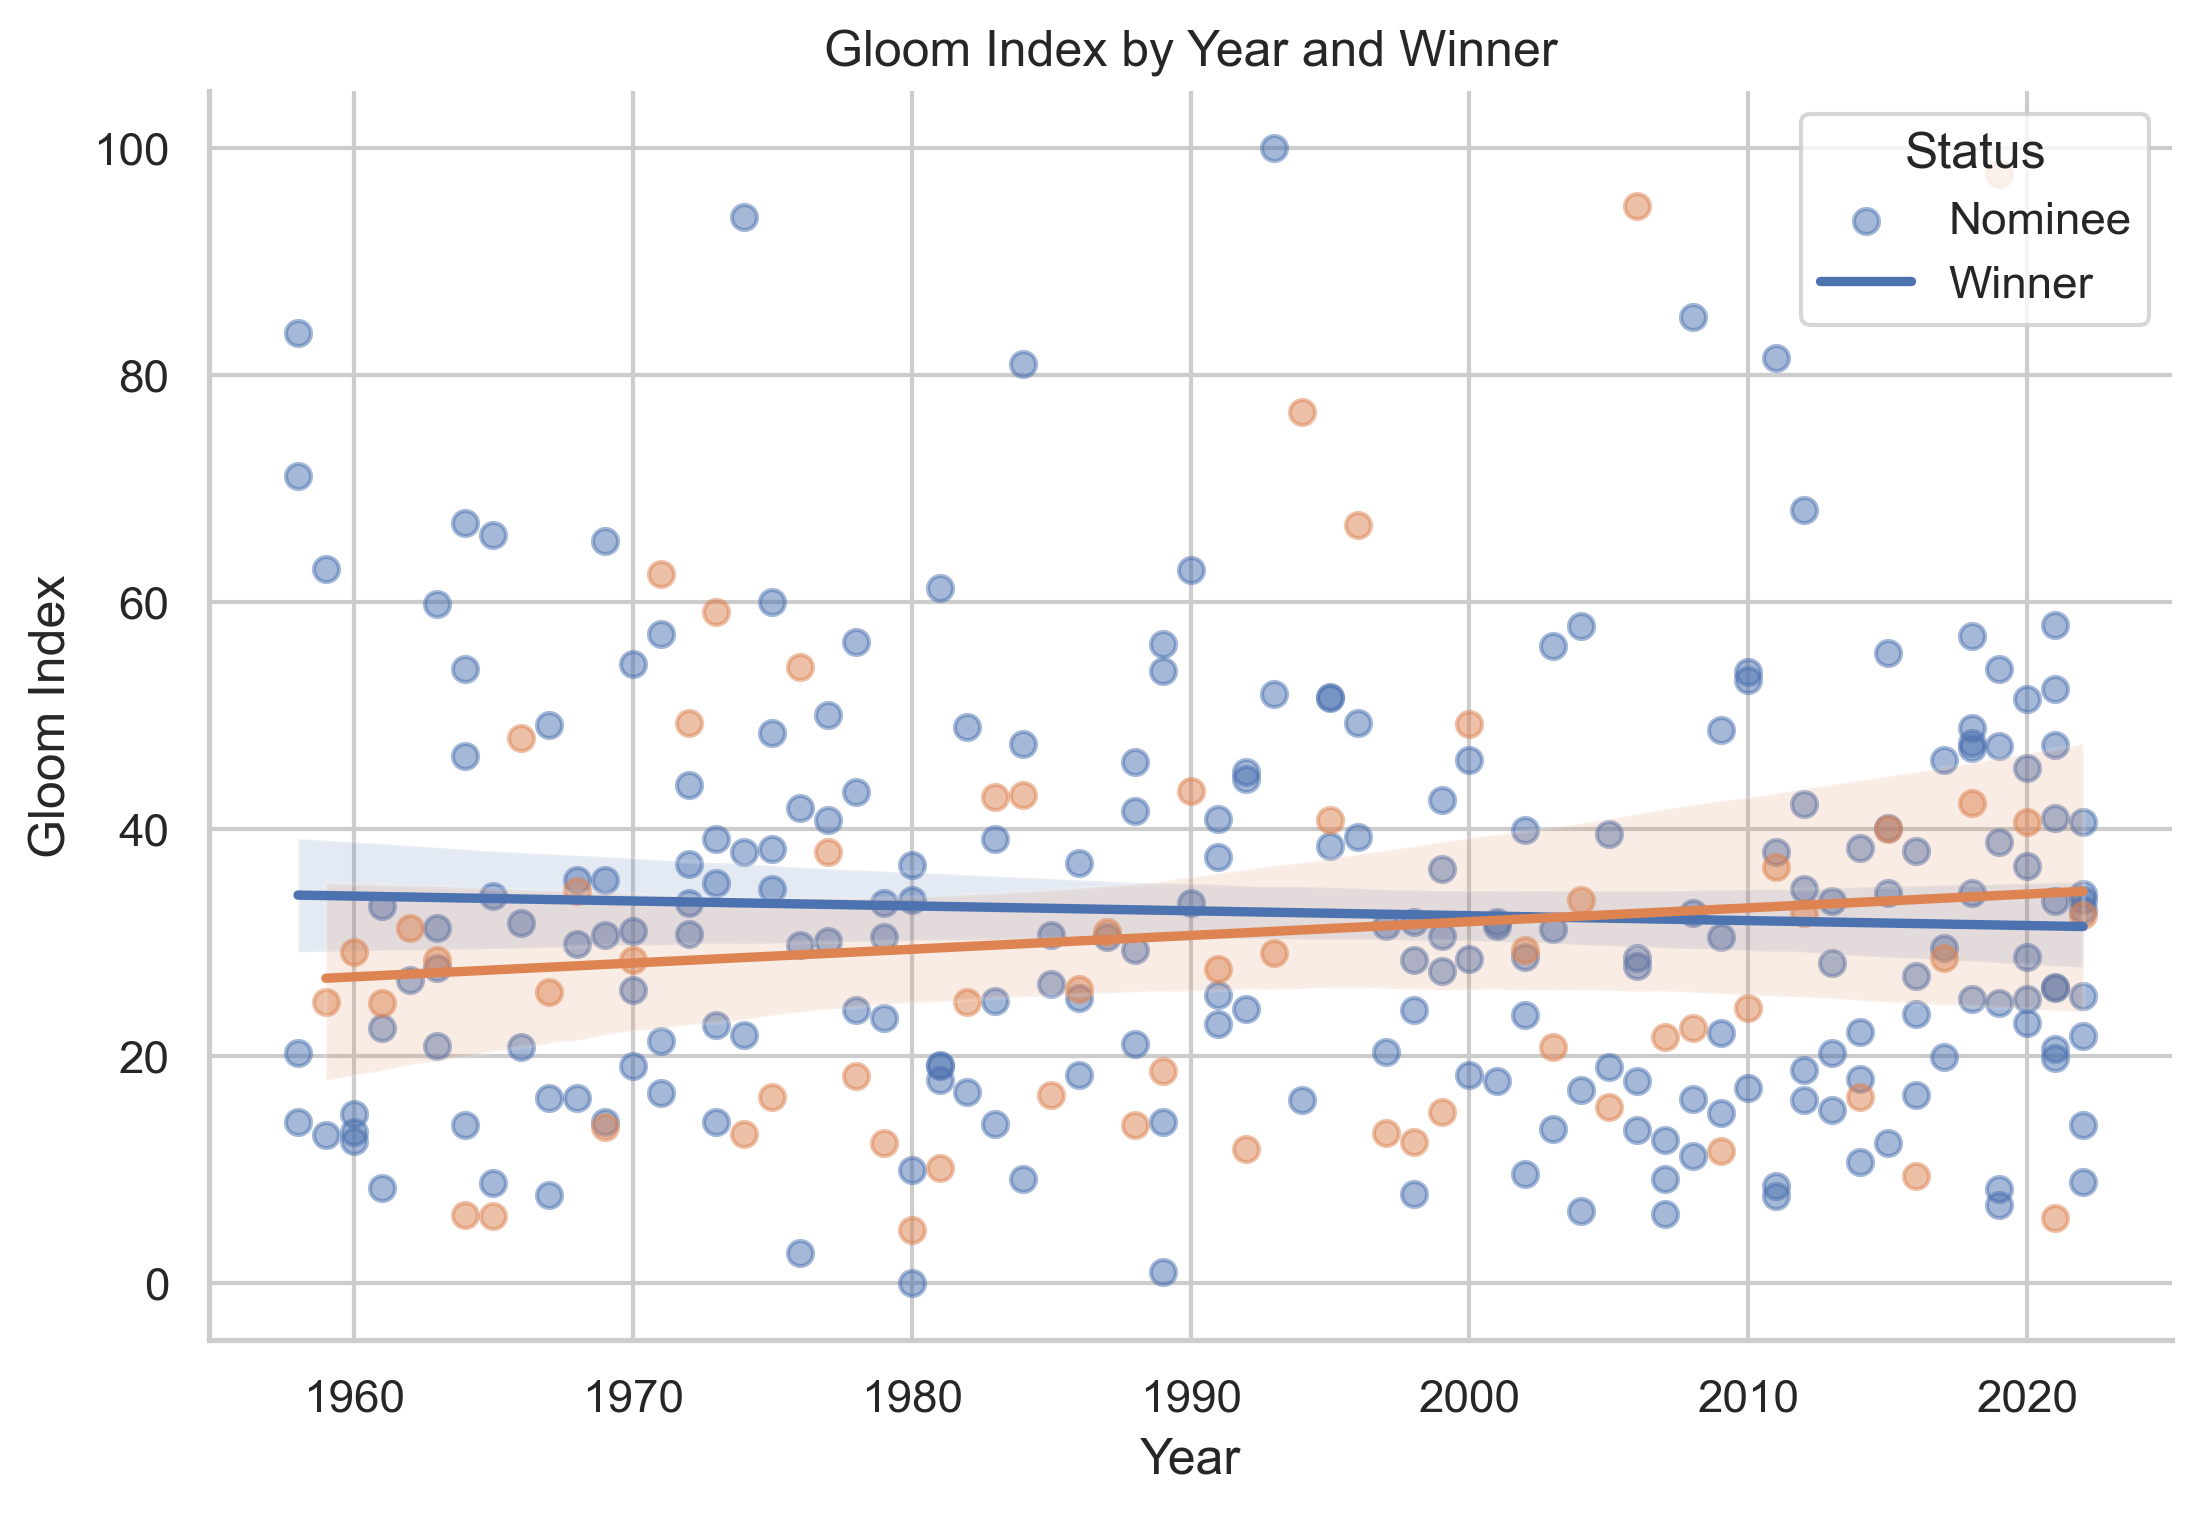 Gloom Index by Year and Winner
Status
Nominee
Winner
Gloom Index
100
80
60
40
20
0
1960 1970 1980 1990 2000 2010 2020
Year